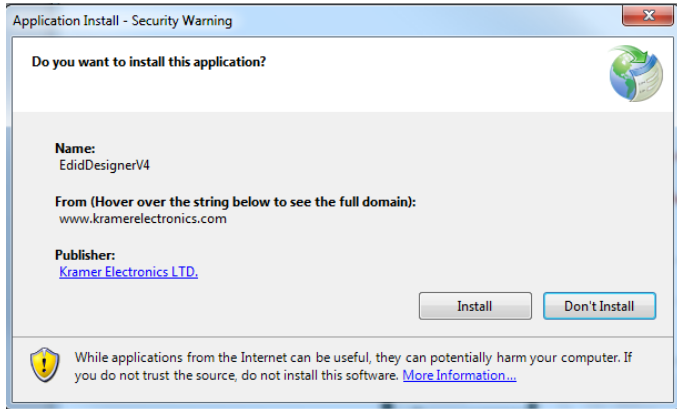 Application Install - Security Warning
Do you want to install this application?
Name:
EdidDesignerV4
From (Hover over the string below to see the full domain):
www.kramerelectronics.com
Publisher:
Kramer Electronics LTD.
Install
Don't Install
While applications from the Internet can be useful, they can potentially harm your computer. If
you do not trust the source, do not install this software. More Information...